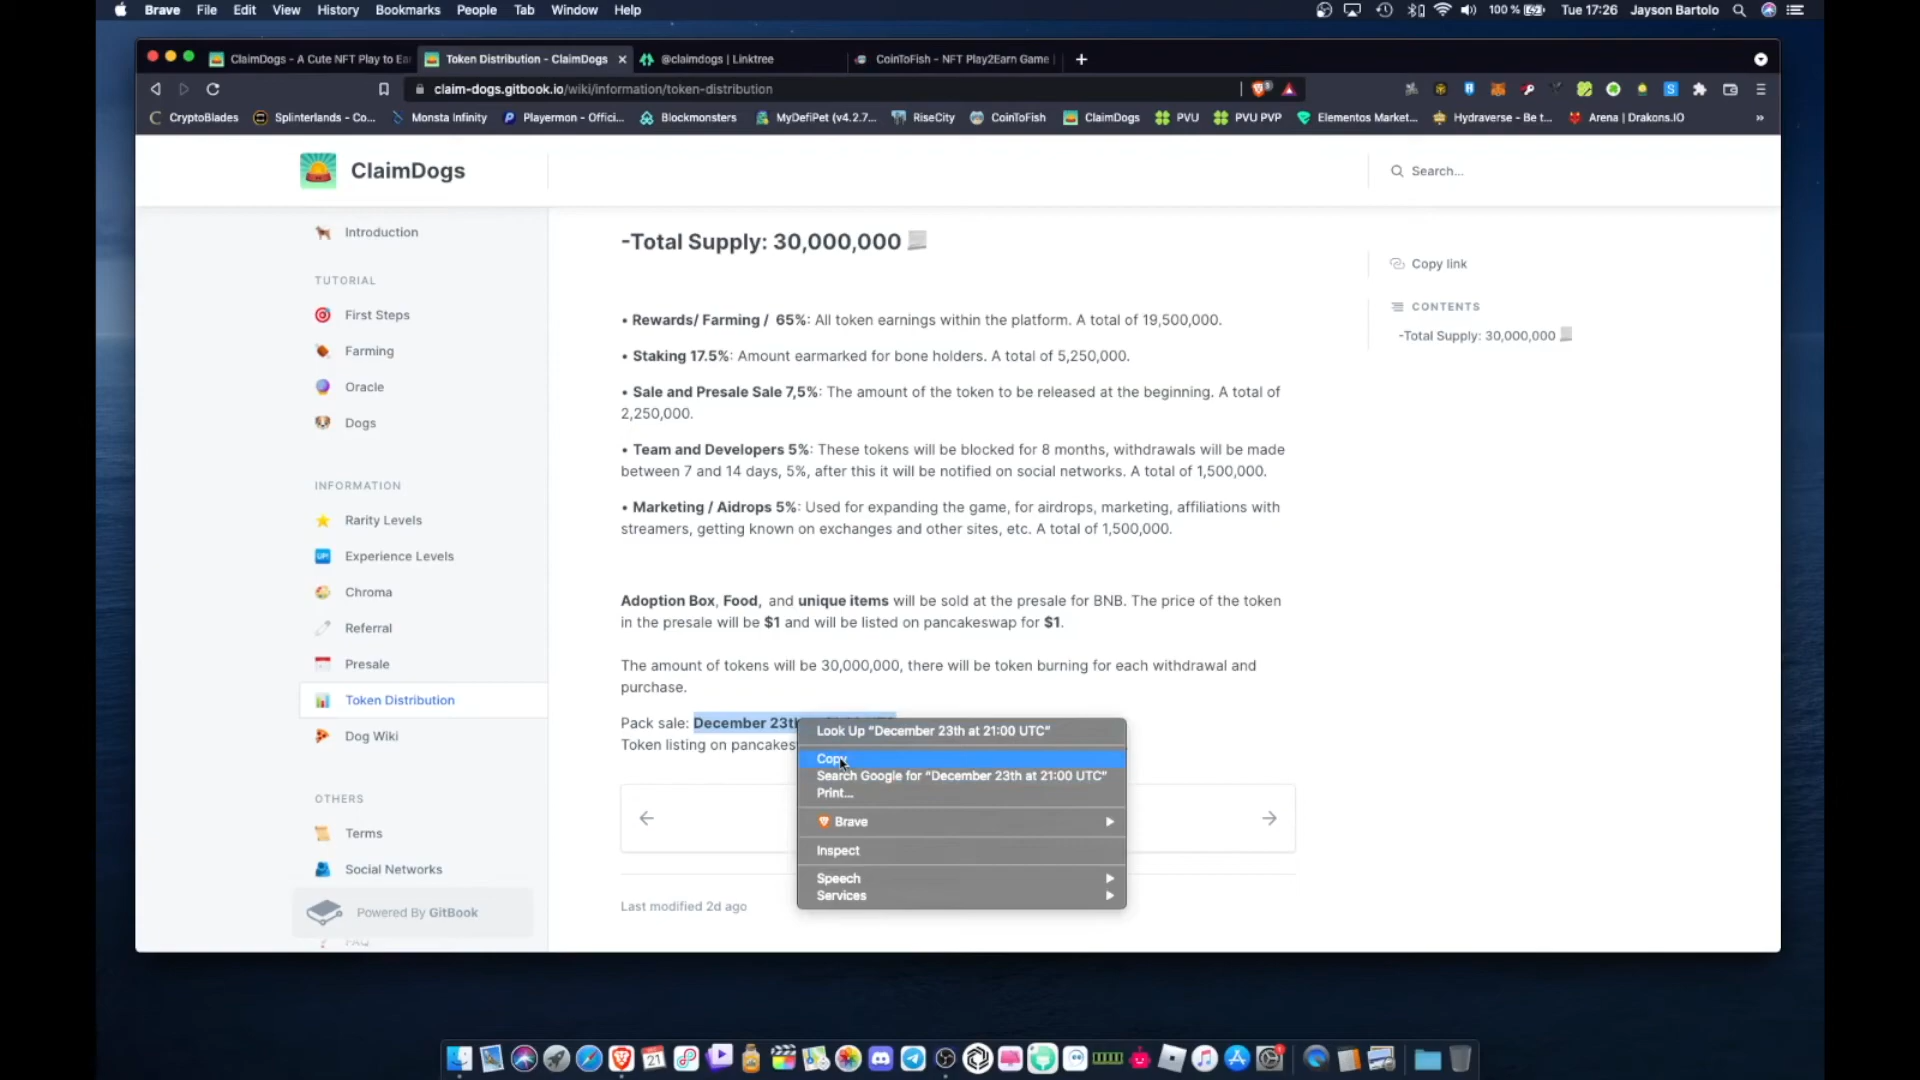 Brave File Edit View History Bookmarks People Tab Window Help 100 % Tue 17:26 Jayson Bartolo
ClaimDogs - A Cute NFT Play to Ea Token Distribution - ClaimDogs @claimdogs | Linktree CoinToFish - NFT Play2Earn Game
claim-dogs.gitbook.io/wiki/information/token-distribution
CryptoBlades Splinterlands - Co... Monsta Infinity Playermon - Offici... Blockmonsters MyDefiPet (v4.2.7... RiseCity CoinToFish ClaimDogs PVU PVU PVP Elementos Market... Hydraverse - Be t... Arena | Drakons.IO »
ClaimDogs
Search...
Introduction
TUTORIAL
First Steps
Farming
Oracle
Dogs
INFORMATION
Rarity Levels
Experience Levels
Chroma
Referral
Presale
Token Distribution
Dog Wiki
OTHERS
Terms
Social Networks
Powered By GitBook
FAQ
-Total Supply: 30,000,000
• Rewards/ Farming / 65%: All token earnings within the platform. A total of 19,500,000.
• Staking 17.5%: Amount earmarked for bone holders. A total of 5,250,000.
• Sale and Presale Sale 7,5%: The amount of the token to be released at the beginning. A total of
2,250,000.
• Team and Developers 5%: These tokens will be blocked for 8 months, withdrawals will be made
between 7 and 14 days, 5%, after this it will be notified on social networks. A total of 1,500,000.
• Marketing / Aidrops 5%: Used for expanding the game, for airdrops, marketing, affiliations with
streamers, getting known on exchanges and other sites, etc. A total of 1,500,000.
Adoption Box, Food, and unique items will be sold at the presale for BNB. The price of the token
in the presale will be $1 and will be listed on pancakeswap for $1.
The amount of tokens will be 30,000,000, there will be token burning for each withdrawal and
purchase.
Pack sale: December 23th
Token listing on pancakes
Look Up “December 23th at 21:00 UTC”
Copy
Search Google for “December 23th at 21:00 UTC”
Print...
Brave
Inspect
Speech
Services
Last modified 2d ago
Copy link
CONTENTS
-Total Supply: 30,000,000
21